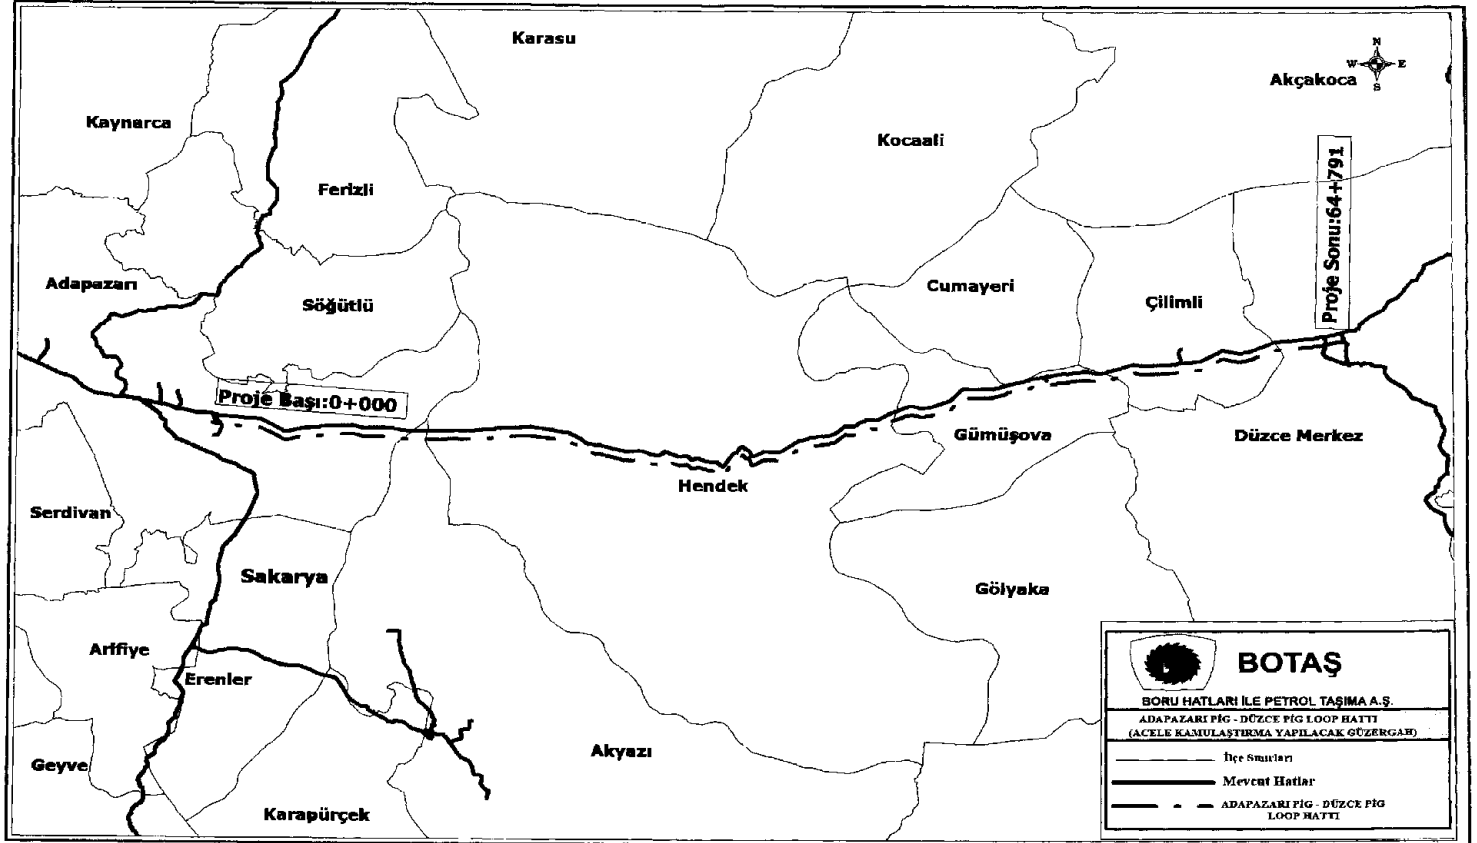 Karasu
N
W E
S
Akçakoca
Kaynarca
Kocaali
Proje Sonu:64+791
Ferizli
Adapazarı
Söğütlü
Cumayeri
Çilimli
Proje Başı:0+000
Gümüşova
Düzce Merkez
Hendek
Serdivan
Sakarya
Gölyaka
Arifiye
Erenler
Geyve
Akyazı
Karapürçek
BOTAŞ
BORU HATLARI İLE PETROL TAŞIMA A.Ş.
ADAPAZARI PİG - DÜZCE PİG LOOP HATTI
(ACELE KAMULAŞTIRMA YAPILACAK GÜZERGAH)
İlçe Sınırları
Mevcut Hatlar
ADAPAZARI PİG - DÜZCE PİG
LOOP HATTI